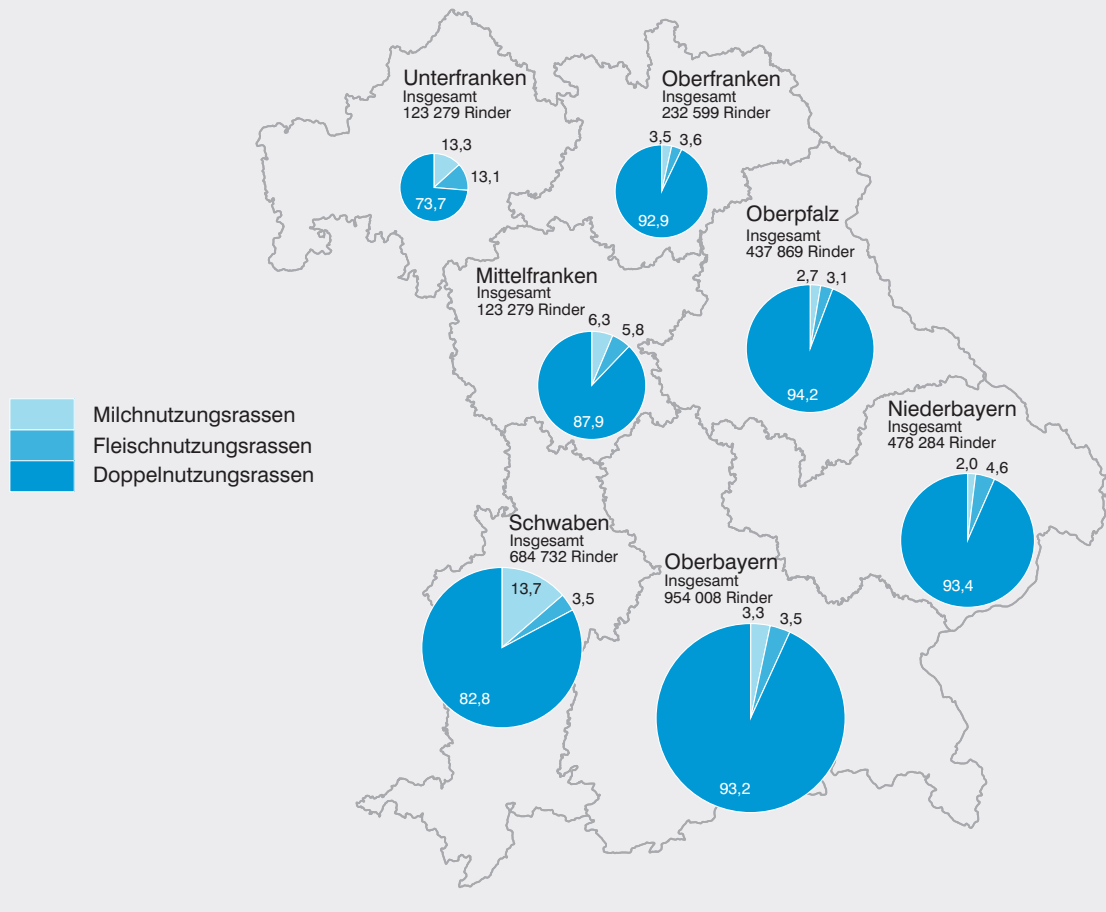 Unterfranken
Insgesamt
123 279 Rinder
13,3
13,1
73,7
Oberfranken
Insgesamt
232 599 Rinder
3,5 3,6
92,9
Oberpfalz
Insgesamt
437 869 Rinder
2,7 3,1
94,2
Mittelfranken
Insgesamt
123 279 Rinder
6,3
5,8
87,9
Milchnutzungsrassen
Fleischnutzungsrassen
Doppelnutzungsrassen
Niederbayern
Insgesamt
478 284 Rinder
2,0 4,6
93,4
Schwaben
Insgesamt
684 732 Rinder
13,7
3,5
82,8
Oberbayern
Insgesamt
954 008 Rinder
3,3 3,5
93,2